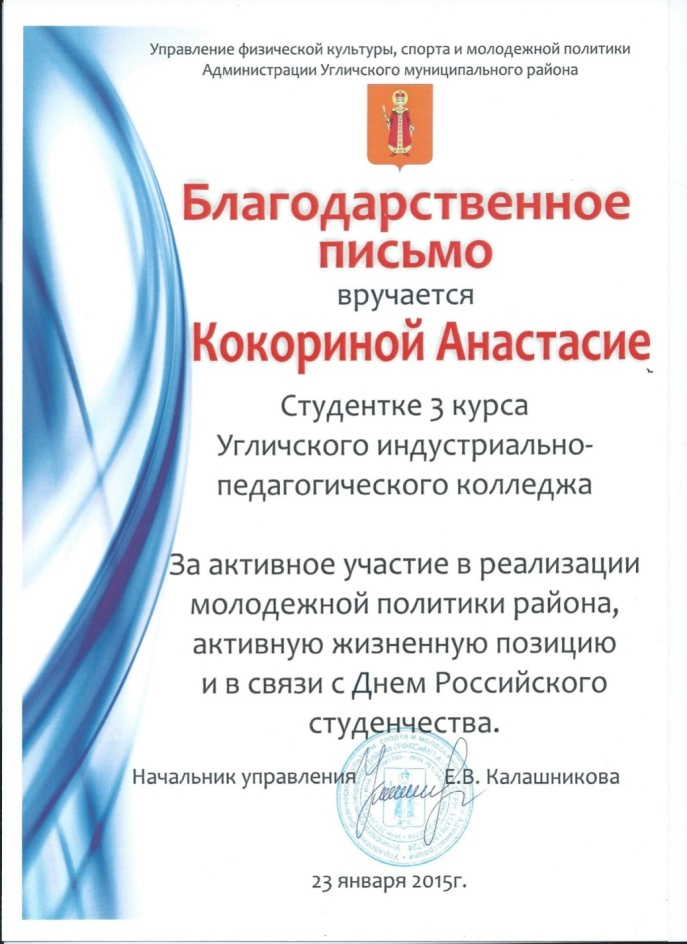 Управление физической культуры, спорта и молодежной политики
Администрации Угличского муниципального района
Благодарственное
письмо
вручается
Кокориной Анастасие
Студентке 3 курса
Угличского индустриально-
педагогического колледжа
За активное участие в реализации
молодежной политики района,
активную жизненную позицию
и в связи с Днем Российского
студенчества.
Начальник управления Е.В. Калашникова
23 января 2015г.